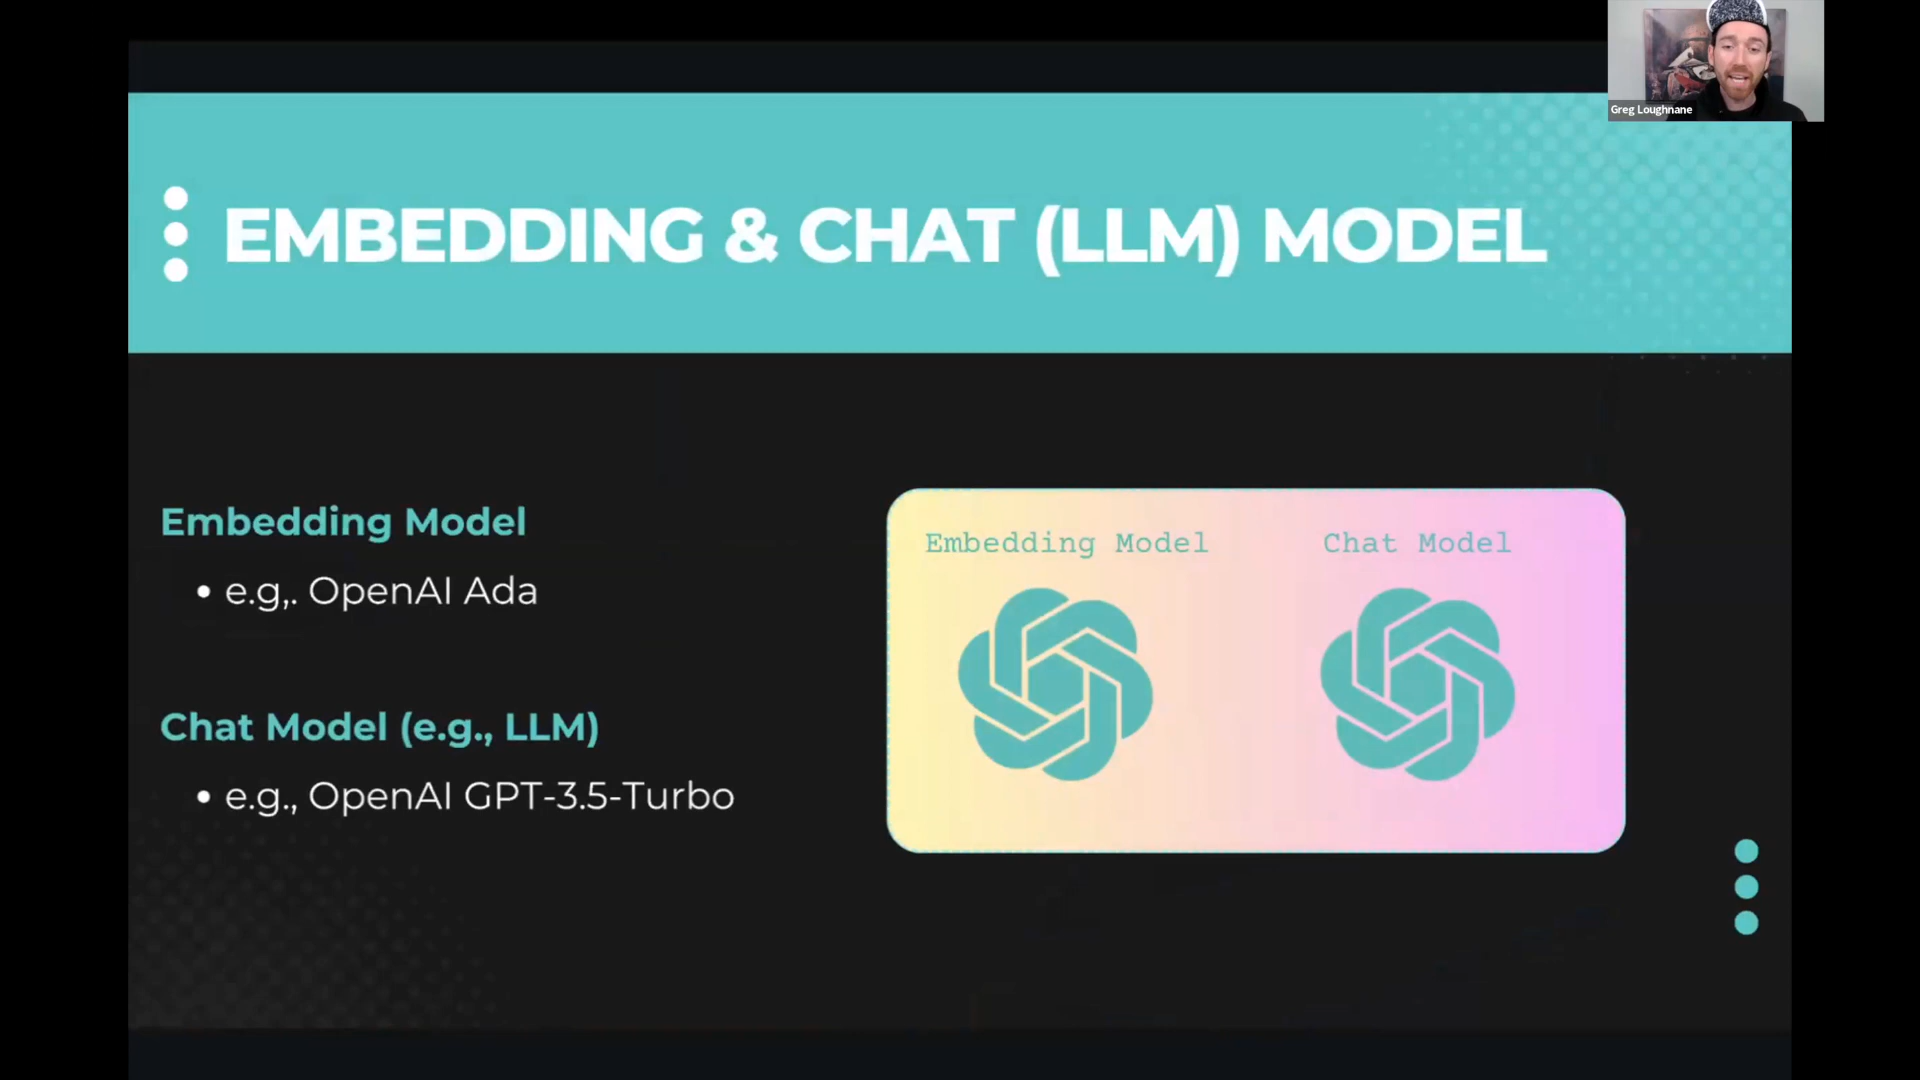 Greg Loughnane
EMBEDDING & CHAT (LLM) MODEL
Embedding Model
• e.g,. OpenAI Ada
Chat Model (e.g., LLM)
• e.g., OpenAI GPT-3.5-Turbo
Embedding Model
Chat Model